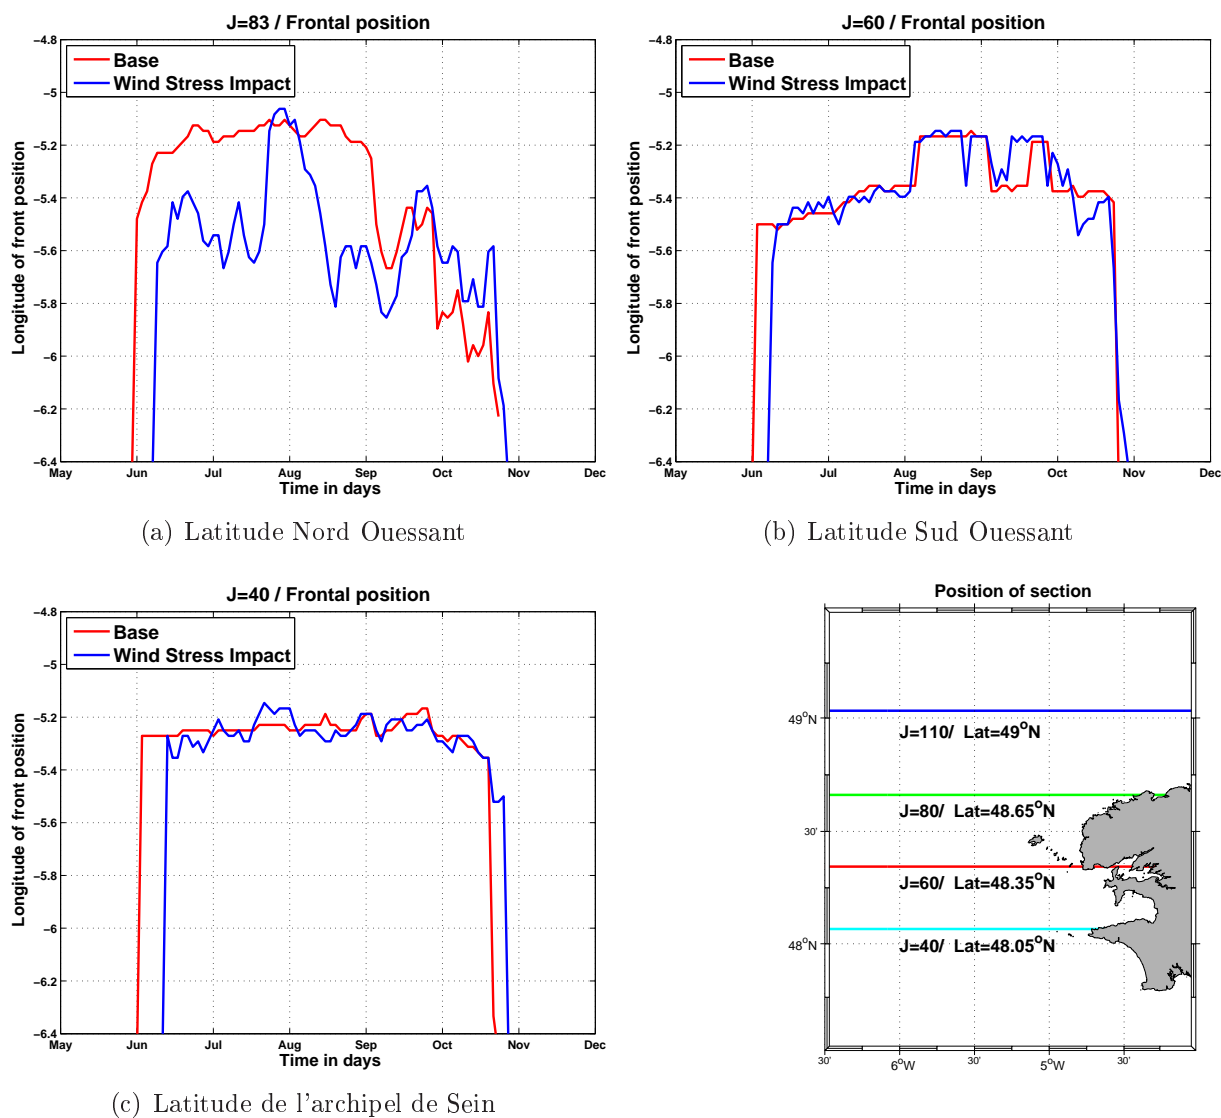 J=83 / Frontal position
Base
Wind Stress Impact
Longitude of front position
−4.8
−5
−5.2
−5.4
−5.6
−5.8
−6
−6.2
−6.4
May Jun Jul Aug Sep Oct Nov Dec
Time in days
(a) Latitude Nord Ouessant
J=60 / Frontal position
Base
Wind Stress Impact
Longitude of front position
−4.8
−5
−5.2
−5.4
−5.6
−5.8
−6
−6.2
−6.4
May Jun Jul Aug Sep Oct Nov Dec
Time in days
(b) Latitude Sud Ouessant
J=40 / Frontal position
Base
Wind Stress Impact
Longitude of front position
−4.8
−5
−5.2
−5.4
−5.6
−5.8
−6
−6.2
−6.4
May Jun Jul Aug Sep Oct Nov Dec
Time in days
(c) Latitude de l'archipel de Sein
Position of section
49°N
30'
48°N
J=110/ Lat=49°N
J=80/ Lat=48.65°N
J=60/ Lat=48.35°N
J=40/ Lat=48.05°N
30' 6°W 30' 5°W 30'